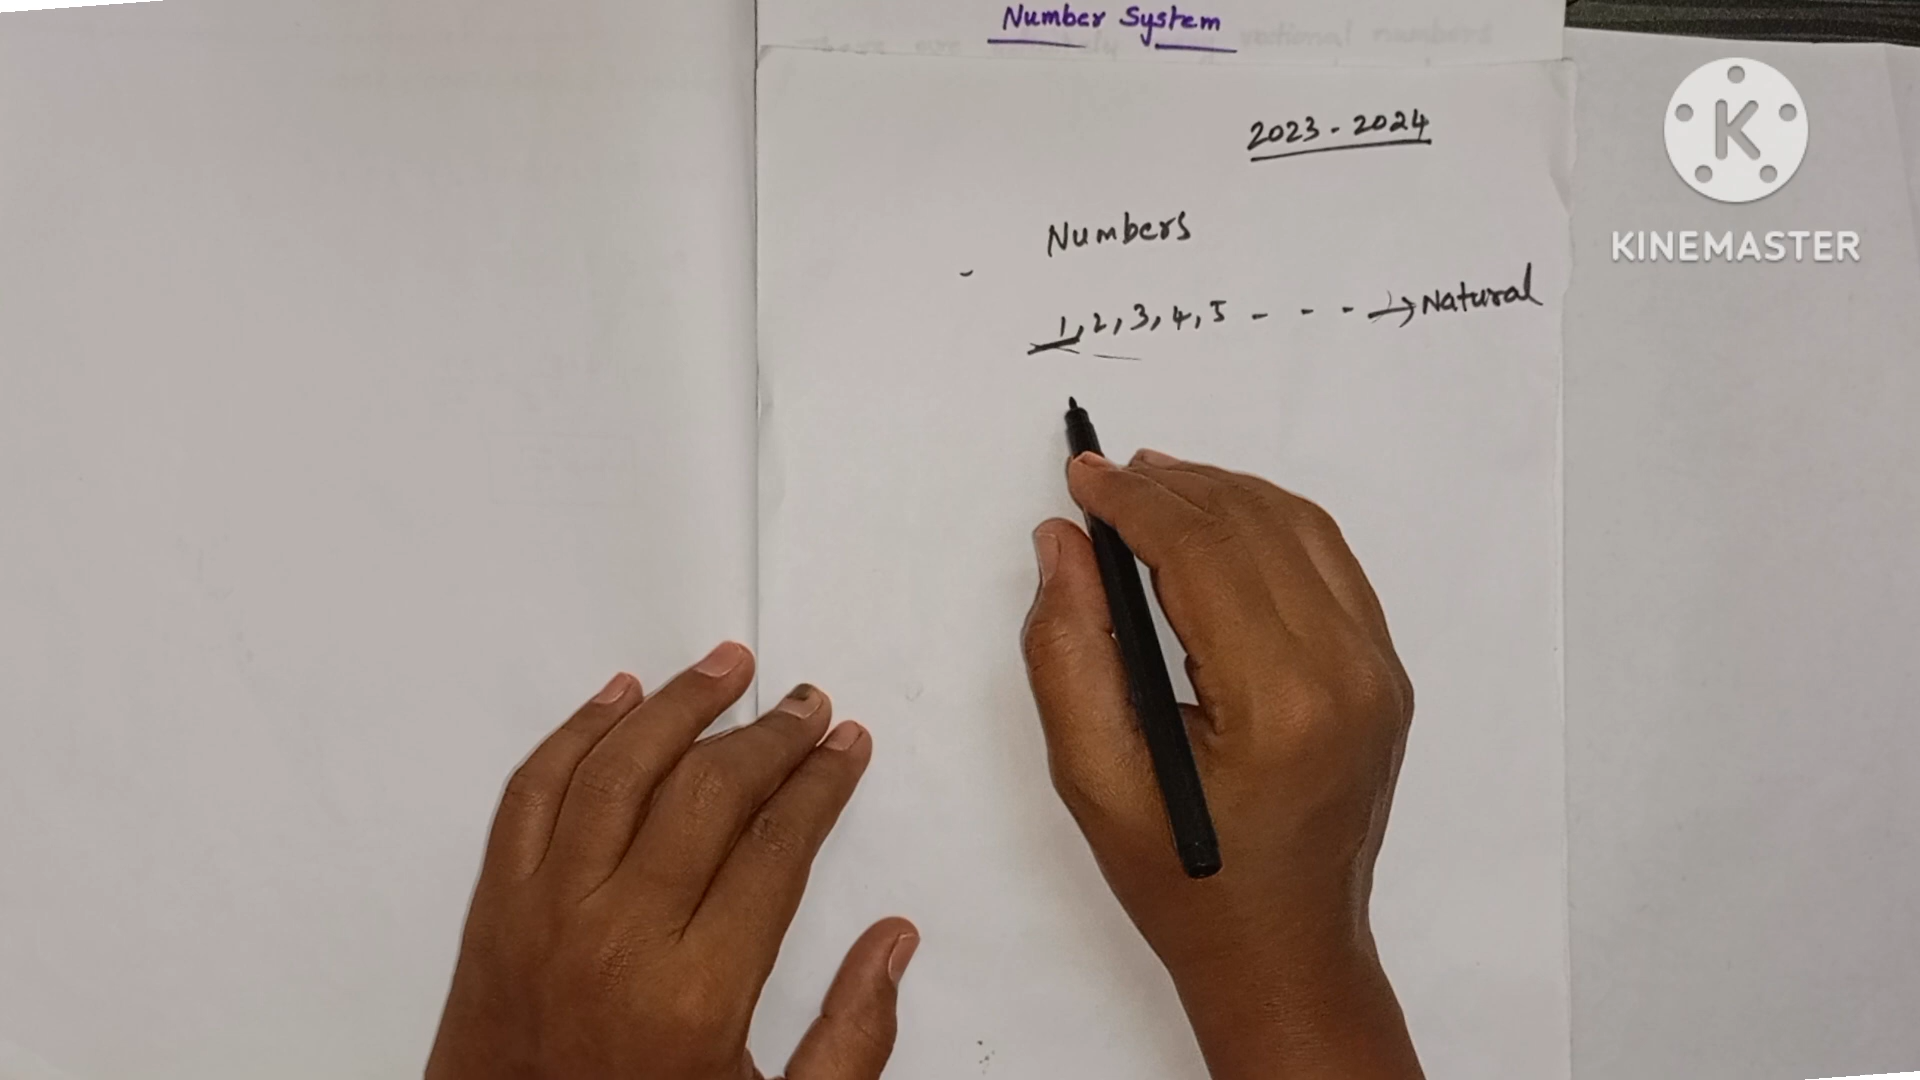 Number System
2023-2024
KINEMASTER
Numbers
1, 2, 3, 4, 5 - - - → Natural